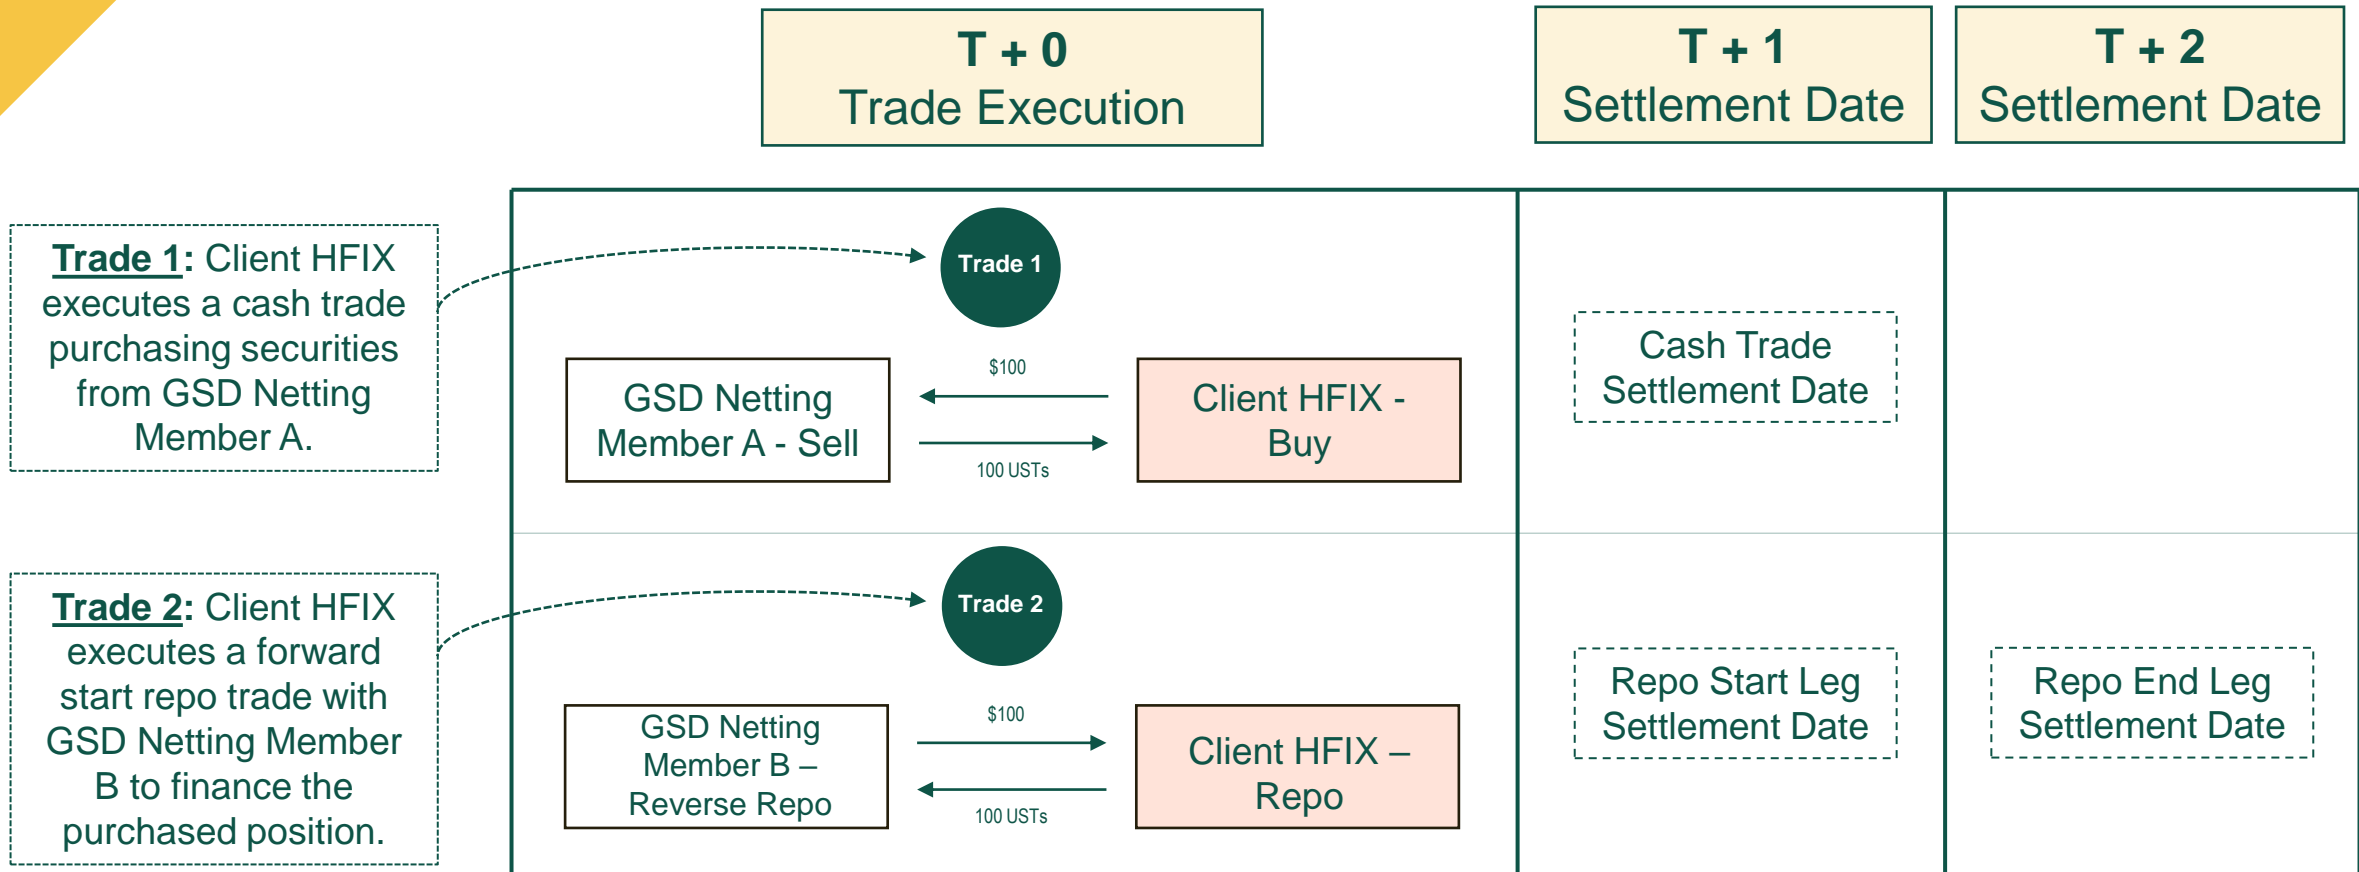 T + 0
Trade Execution
T + 1
Settlement Date
T + 2
Settlement Date
Trade 1: Client HFIX
executes a cash trade
purchasing securities
from GSD Netting
Member A.
Trade 1
GSD Netting
Member A - Sell
$100
100 USTs
Client HFIX -
Buy
Cash Trade
Settlement Date
Trade 2: Client HFIX
executes a forward
start repo trade with
GSD Netting Member
B to finance the
purchased position.
Trade 2
GSD Netting
Member B –
Reverse Repo
$100
100 USTs
Client HFIX –
Repo
Repo Start Leg
Settlement Date
Repo End Leg
Settlement Date